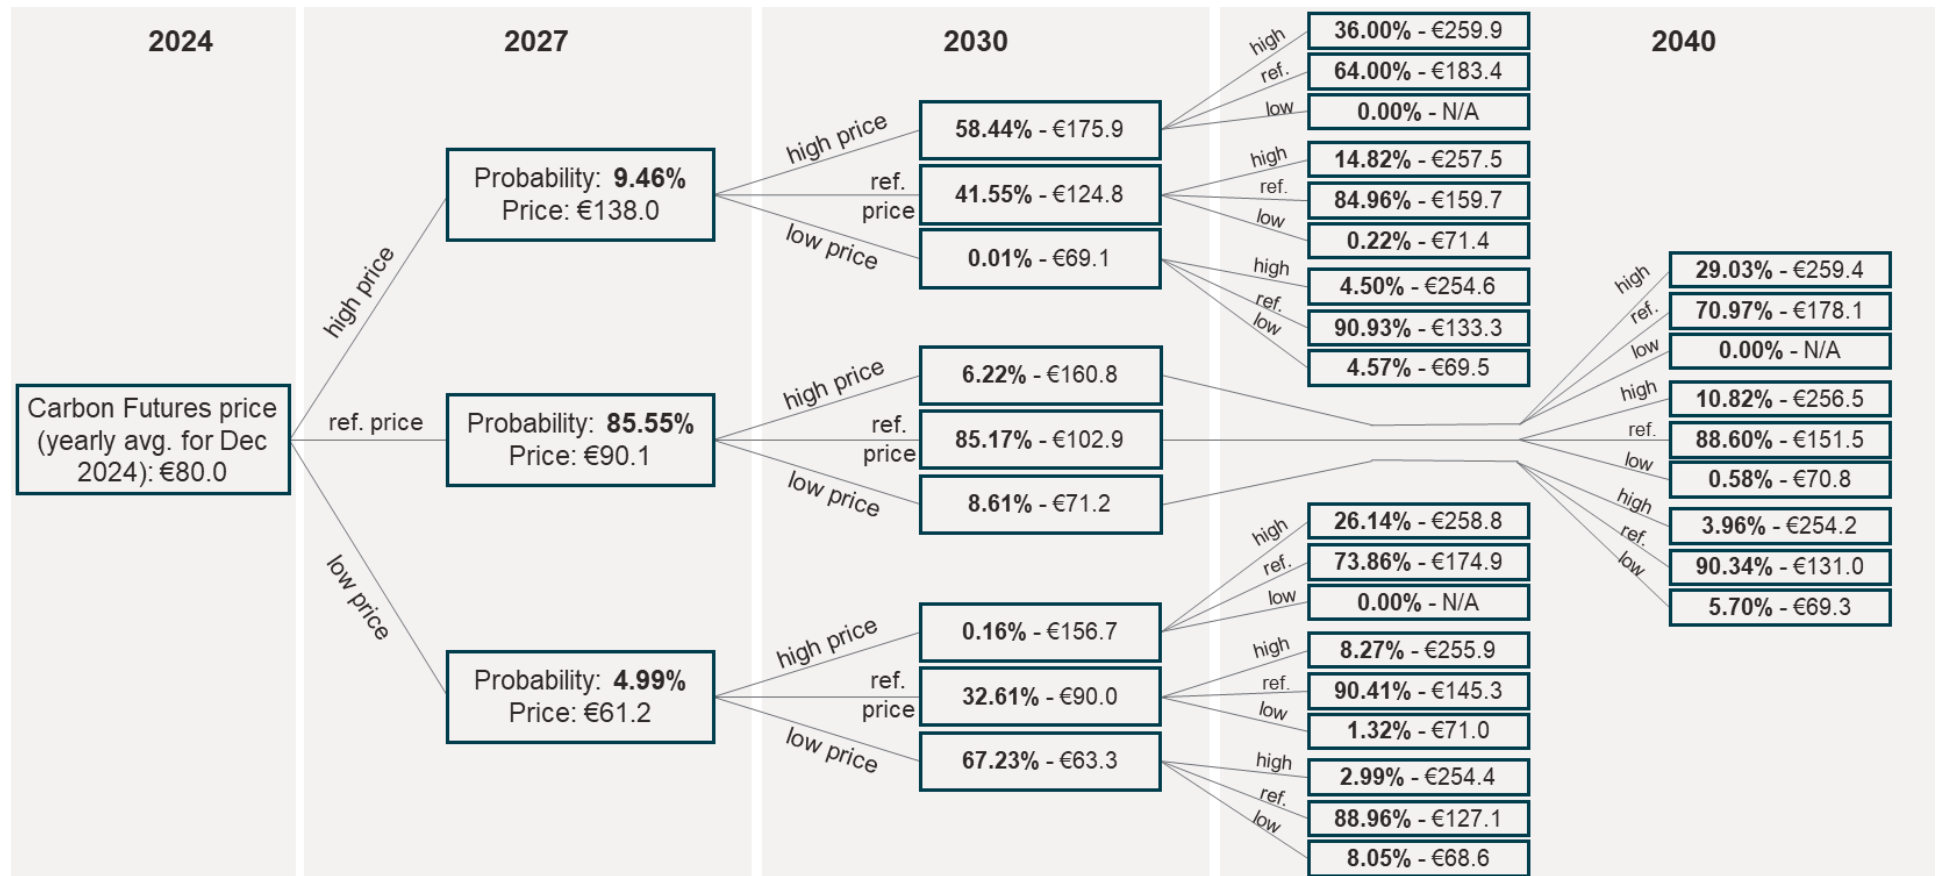 2024
2027
2030
2040
Carbon Futures price
(yearly avg. for Dec
2024): €80.0
high price
ref. price
low price
Probability: 9.46%
Price: €138.0
high price
ref.
price
low price
58.44% - €175.9
41.55% - €124.8
0.01% - €69.1
high
ref.
low
36.00% - €259.9
64.00% - €183.4
0.00% - N/A
high
ref.
low
14.82% - €257.5
84.96% - €159.7
0.22% - €71.4
high
ref.
low
4.50% - €254.6
90.93% - €133.3
4.57% - €69.5
Probability: 85.55%
Price: €90.1
high price
ref.
price
low price
6.22% - €160.8
85.17% - €102.9
8.61% - €71.2
high
ref.
low
29.03% - €259.4
70.97% - €178.1
0.00% - N/A
high
ref.
low
10.82% - €256.5
88.60% - €151.5
0.58% - €70.8
high
ref.
low
3.96% - €254.2
90.34% - €131.0
5.70% - €69.3
Probability: 4.99%
Price: €61.2
high price
ref.
price
low price
0.16% - €156.7
32.61% - €90.0
67.23% - €63.3
high
ref.
low
26.14% - €258.8
73.86% - €174.9
0.00% - N/A
high
ref.
low
8.27% - €255.9
90.41% - €145.3
1.32% - €71.0
high
ref.
low
2.99% - €254.4
88.96% - €127.1
8.05% - €68.6